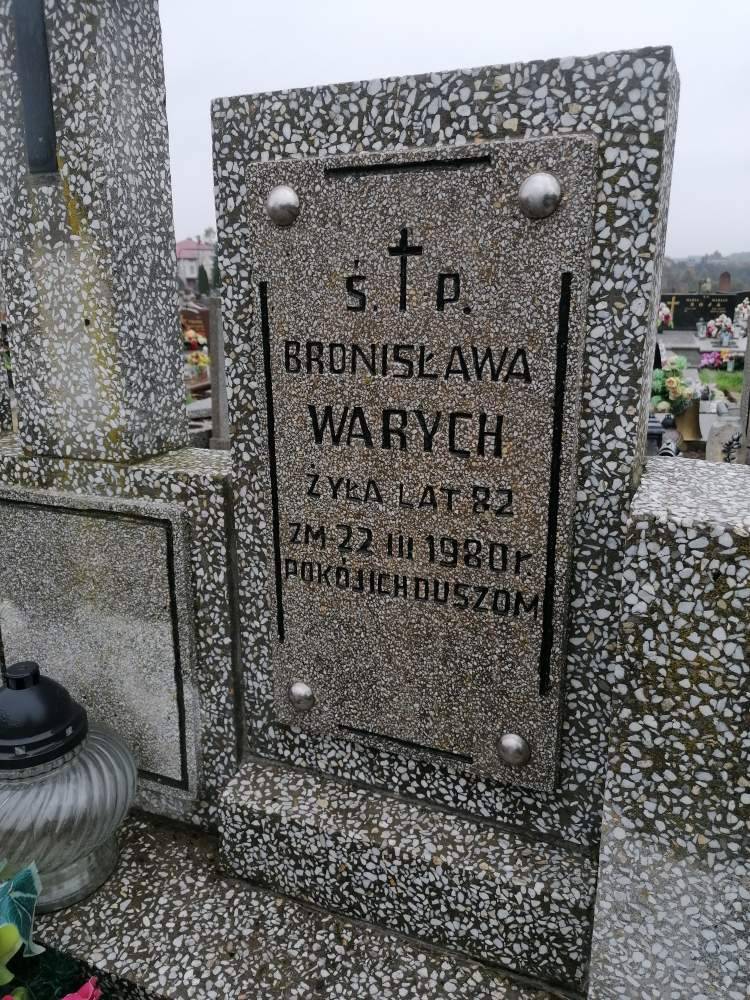 Ś. P.
BRONISŁAWA
WARYCH
ŻYŁA LAT 82
ZM 22 III 1980 r
POKÓJ ICH DUSZOM